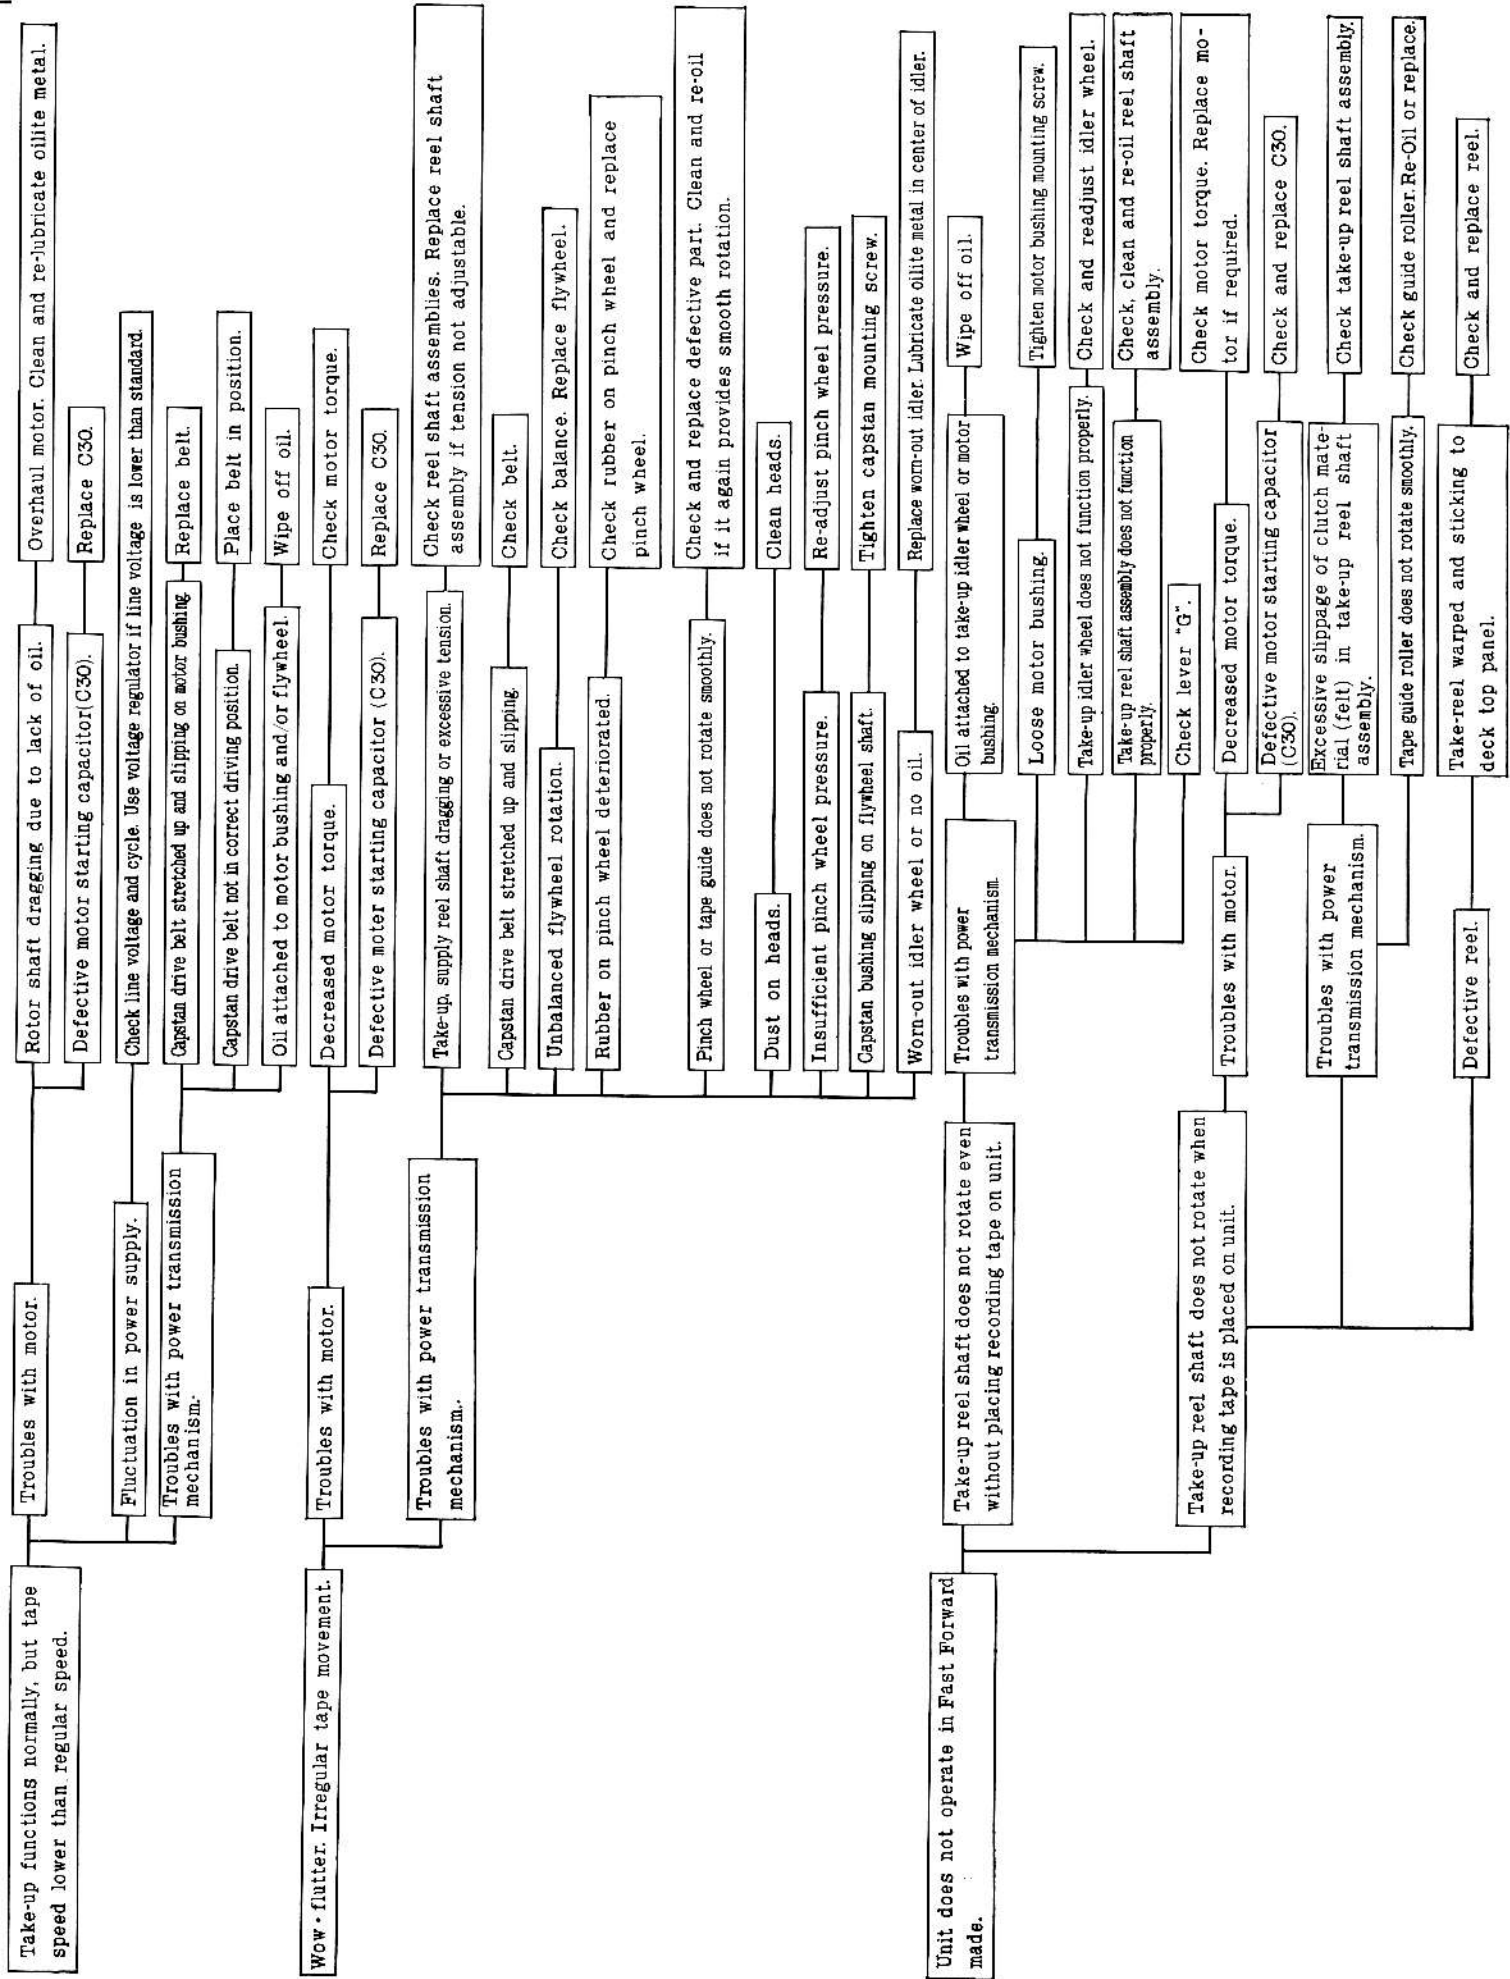 Take-up functions normally, but tape
speed lower than regular speed.
Troubles with motor.
Rotor shaft dragging due to lack of oil.
Overhaul motor. Clean and re-lubricate oilite metal.
Defective motor starting capacitor(C30).
Replace C30.
Fluctuation in power supply.
Check line voltage and cycle. Use voltage regulator if line voltage is lower than standard.
Troubles with power transmission
mechanism.
Capstan drive belt stretched up and slipping on motor bushing.
Replace belt.
Capstan drive belt not in correct driving position.
Place belt in position.
Oil attached to motor bushing and/or flywheel.
Wipe off oil.
Wow・flutter. Irregular tape movement.
Troubles with motor.
Decreased motor torque.
Check motor torque.
Defective moter starting capacitor (C30).
Replace C30.
Troubles with power transmission
mechanism.
Take-up, supply reel shaft dragging or excessive tension.
Check reel shaft assemblies. Replace reel shaft
assembly if tension not adjustable.
Capstan drive belt stretched up and slipping.
Check belt.
Unbalanced flywheel rotation.
Check balance. Replace flywheel.
Rubber on pinch wheel deteriorated.
Check rubber on pinch wheel and replace
pinch wheel.
Pinch wheel or tape guide does not rotate smoothly.
Check and replace defective part. Clean and re-oil
if it again provides smooth rotation.
Dust on heads.
Clean heads.
Insufficient pinch wheel pressure.
Re-adjust pinch wheel pressure.
Capstan bushing slipping on flywheel shaft.
Tighten capstan mounting screw.
Worn-out idler wheel or no oil.
Replace worn-out idler. Lubricate oilite metal in center of idler.
Unit does not operate in Fast Forward
made.
Take-up reel shaft does not rotate even
without placing recording tape on unit.
Troubles with power
transmission mechanism.
Oil attached to take-up idler wheel or motor
bushing.
Wipe off oil.
Loose motor bushing.
Tighten motor bushing mounting screw.
Take-up idler wheel does not function properly.
Check and readjust idler wheel.
Take-up reel shaft assembly does not function
properly.
Check, clean and re-oil reel shaft
assembly.
Check lever "G".
Take-up reel shaft does not rotate when
recording tape is placed on unit.
Troubles with motor.
Decreased motor torque.
Check motor torque. Replace mo-
tor if required.
Defective motor starting capacitor
(C30).
Check and replace C30.
Troubles with power
transmission mechanism.
Excessive slippage of clutch mate-
rial (felt) in take-up reel shaft
assembly.
Check take-up reel shaft assembly.
Tape guide roller does not rotate smoothly.
Check guide roller. Re-Oil or replace.
Defective reel.
Take-reel warped and sticking to
deck top panel.
Check and replace reel.